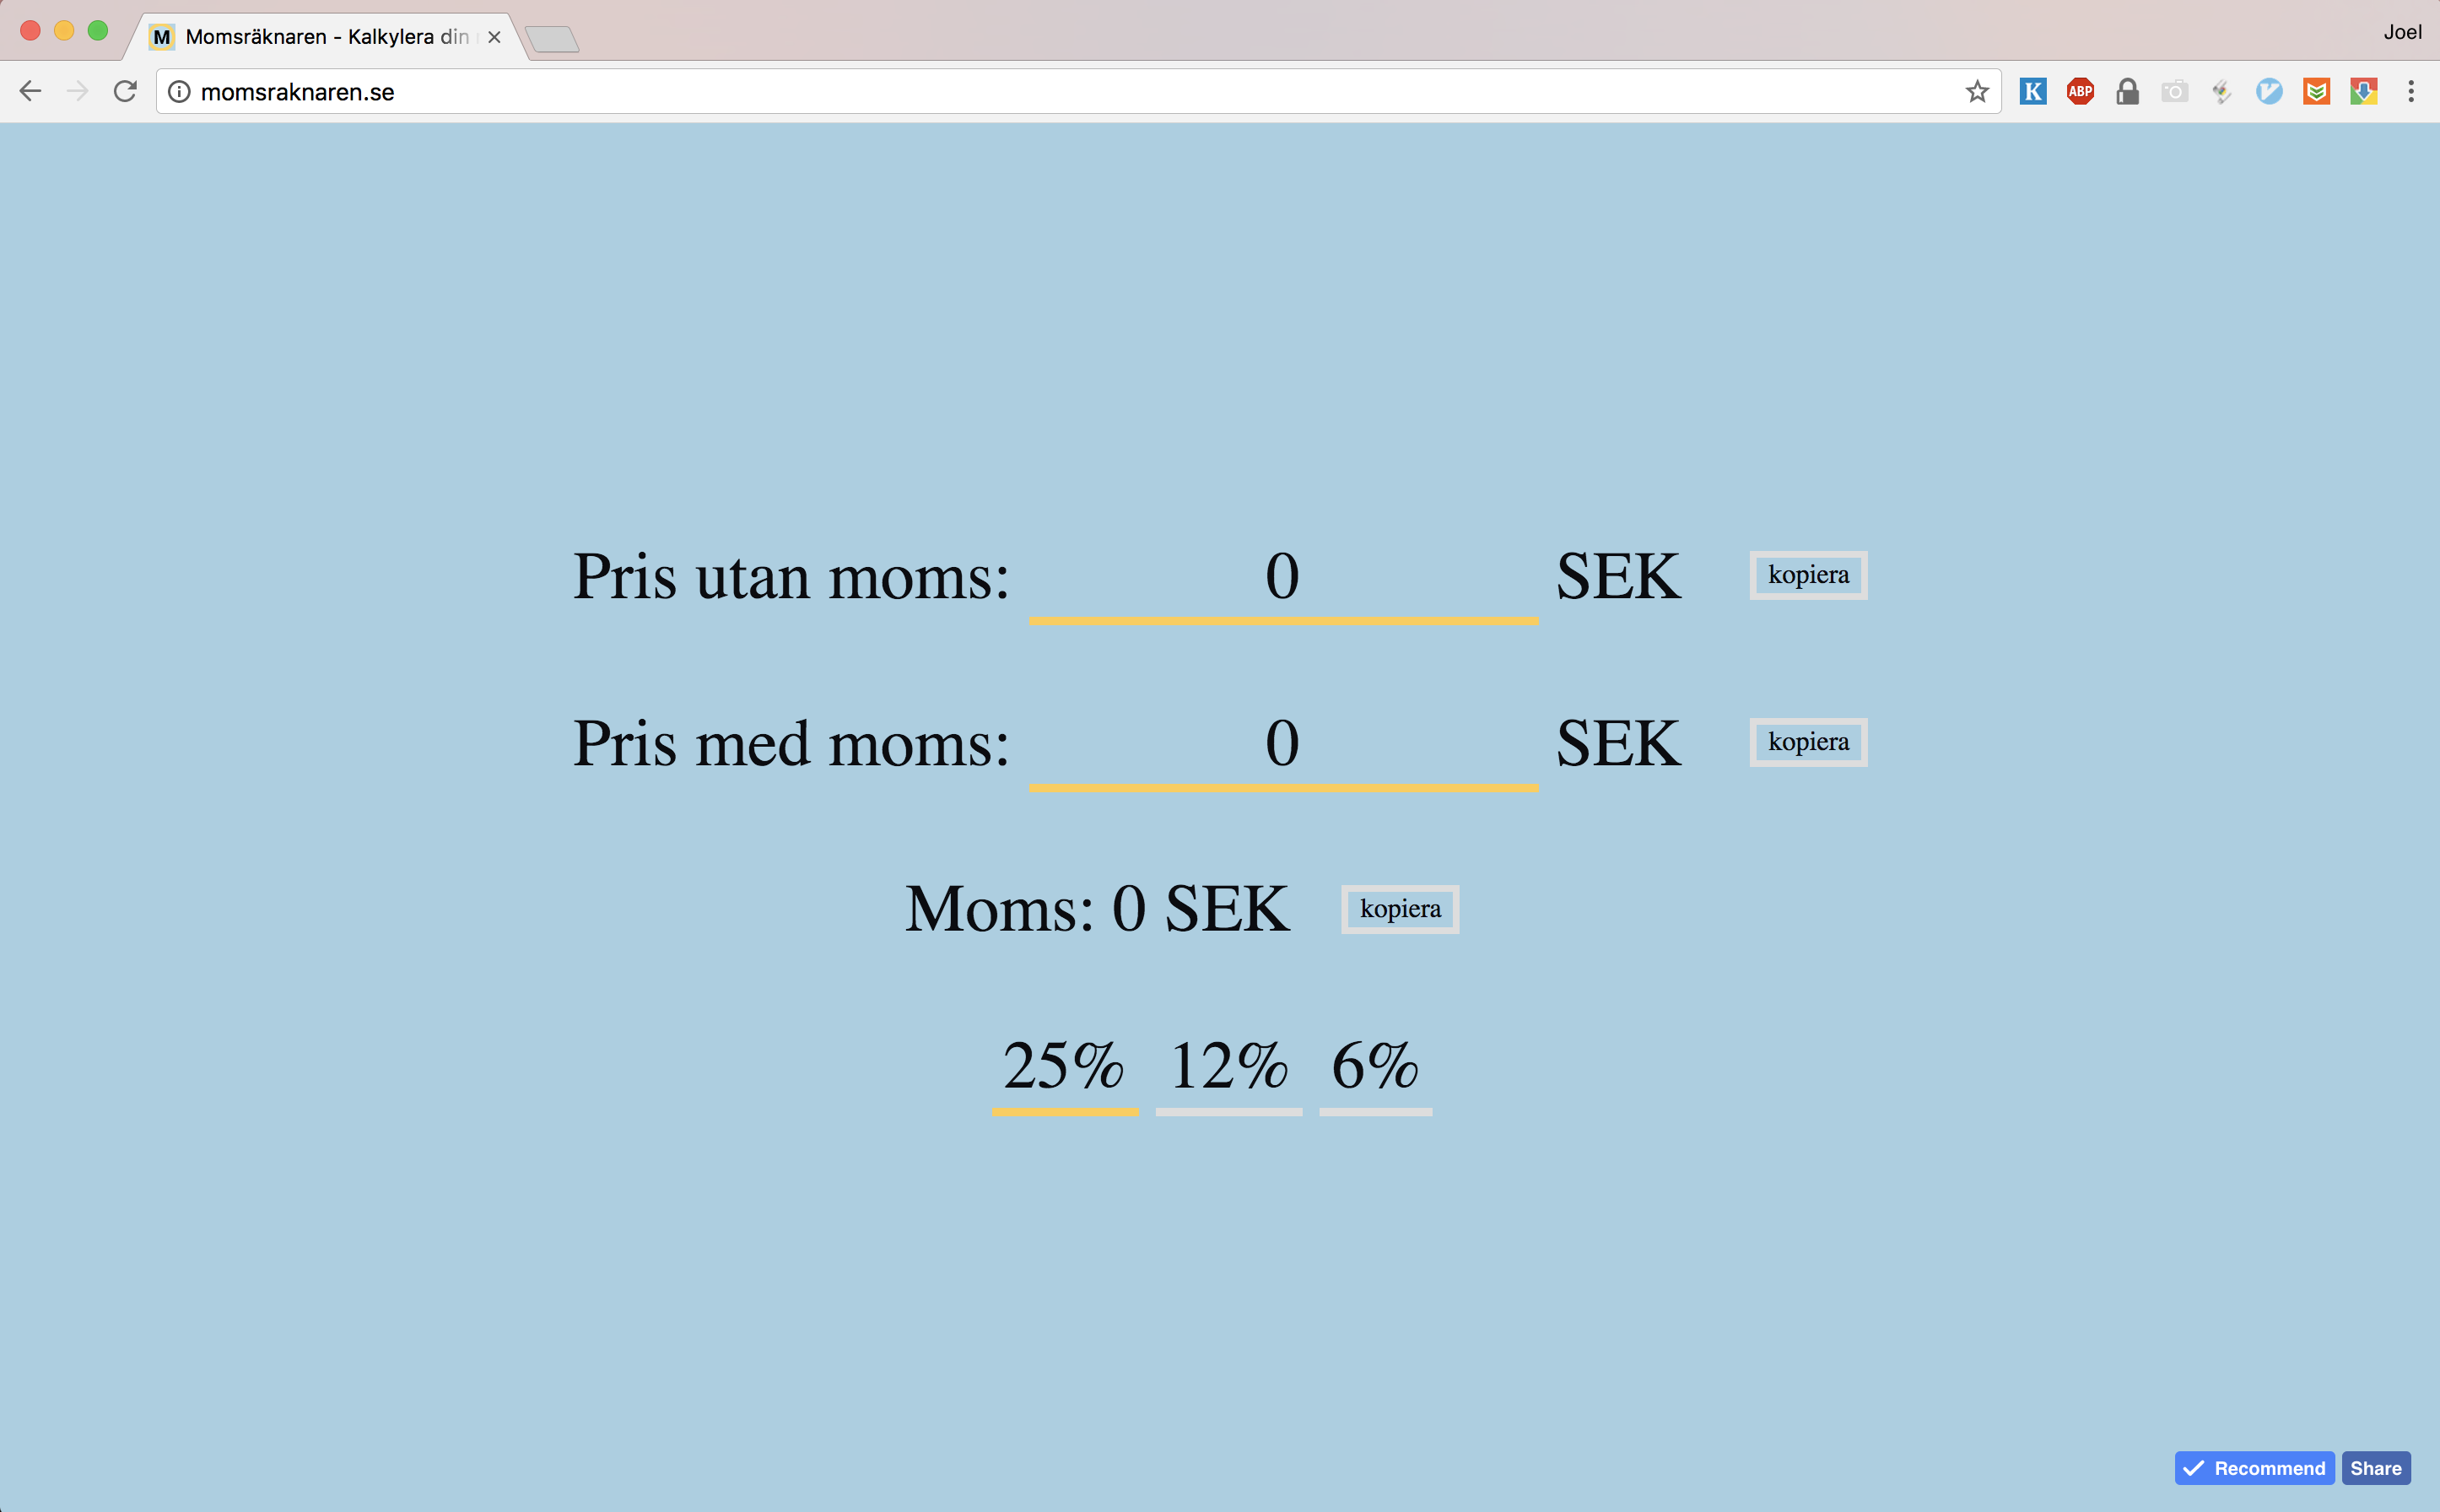 M Momsräknaren - Kalkylera din
Joel
momsraknaren.se
K ABP
Pris utan moms: 0 SEK kopiera
Pris med moms: 0 SEK kopiera
Moms: 0 SEK kopiera
25% 12% 6%
Recommend Share